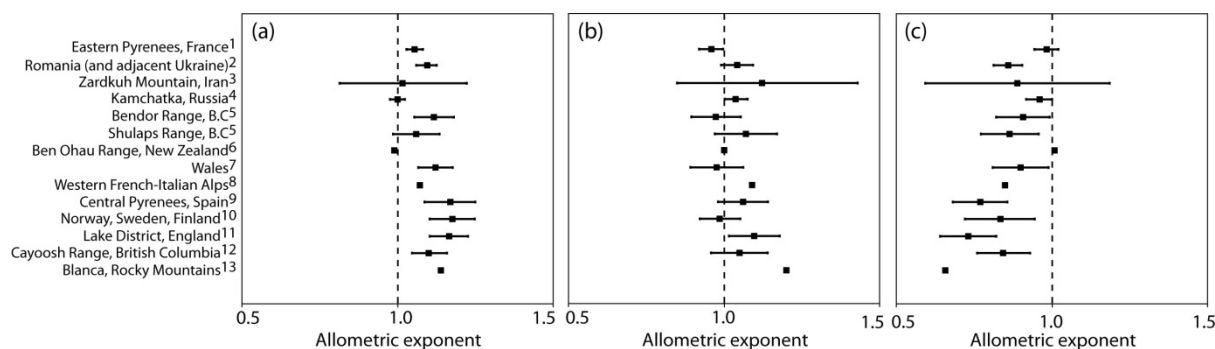 (a) (b) (c)
Eastern Pyrenees, France1
Romania (and adjacent Ukraine)2
Zardkuh Mountain, Iran3
Kamchatka, Russia4
Bendor Range, B.C5
Shulaps Range, B.C5
Ben Ohau Range, New Zealand6
Wales7
Western French-Italian Alps8
Central Pyrenees, Spain9
Norway, Sweden, Finland10
Lake District, England11
Cayoosh Range, British Columbia12
Blanca, Rocky Mountains13
0.5 1.0 1.5 0.5 1.0 1.5 0.5 1.0 1.5
Allometric exponent Allometric exponent Allometric exponent